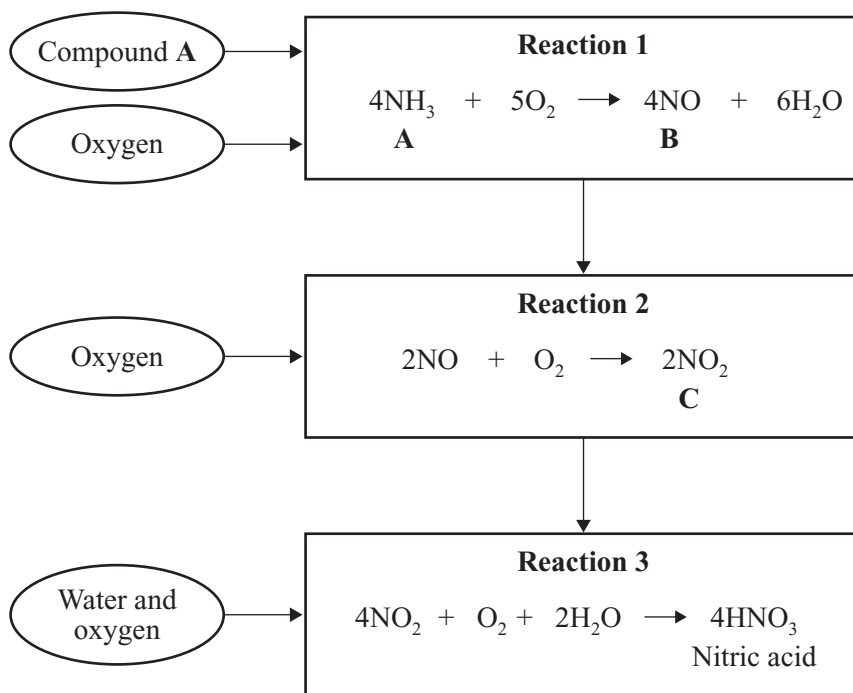 Compound A
Oxygen
Reaction 1
4NH₃ + 5O₂ → 4NO + 6H₂O
A B
Oxygen
Reaction 2
2NO + O₂ → 2NO₂
C
Water and
oxygen
Reaction 3
4NO₂ + O₂ + 2H₂O → 4HNO₃
Nitric acid